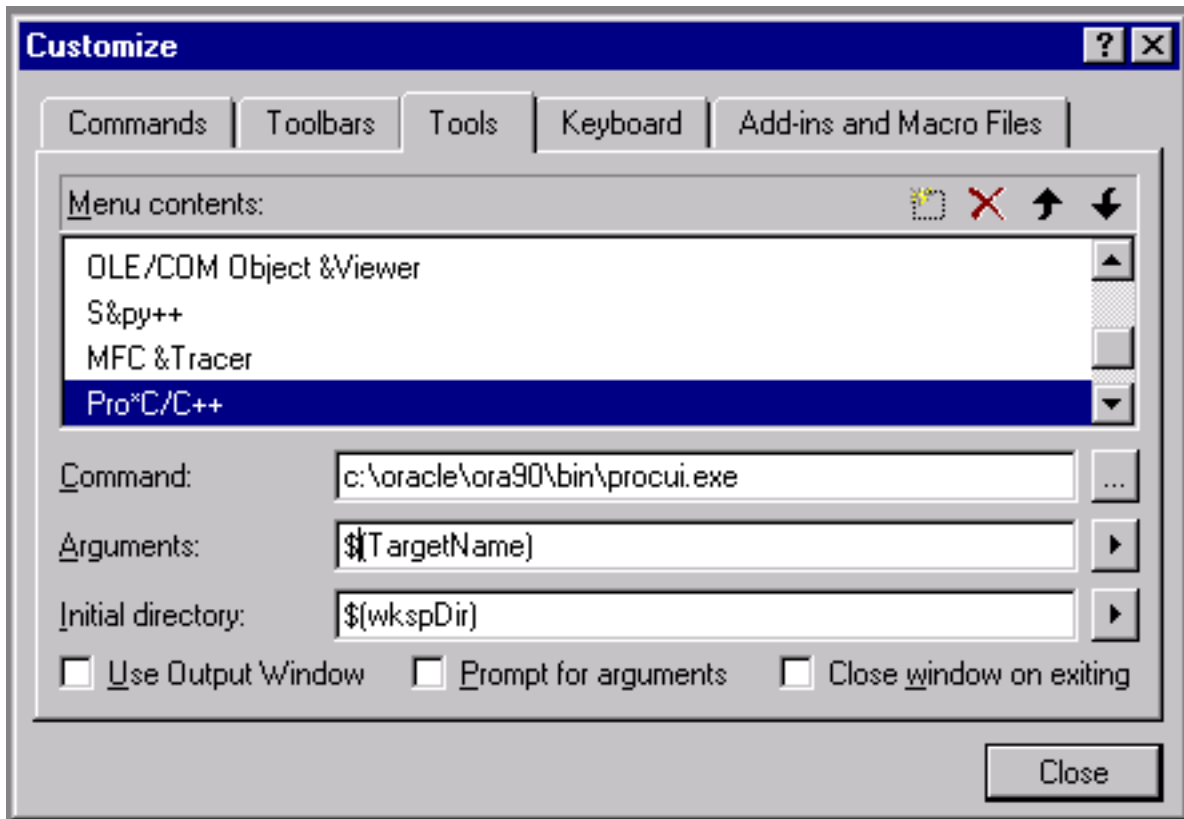 Customize
Commands Toolbars Tools Keyboard Add-ins and Macro Files
Menu contents:
OLE/COM Object &Viewer
S&py++
MFC &Tracer
Pro*C/C++
Command: c:\oracle\ora90\bin\procui.exe ...
Arguments: $(TargetName)
Initial directory: $(wkspDir)
Use Output Window Prompt for arguments Close window on exiting
Close